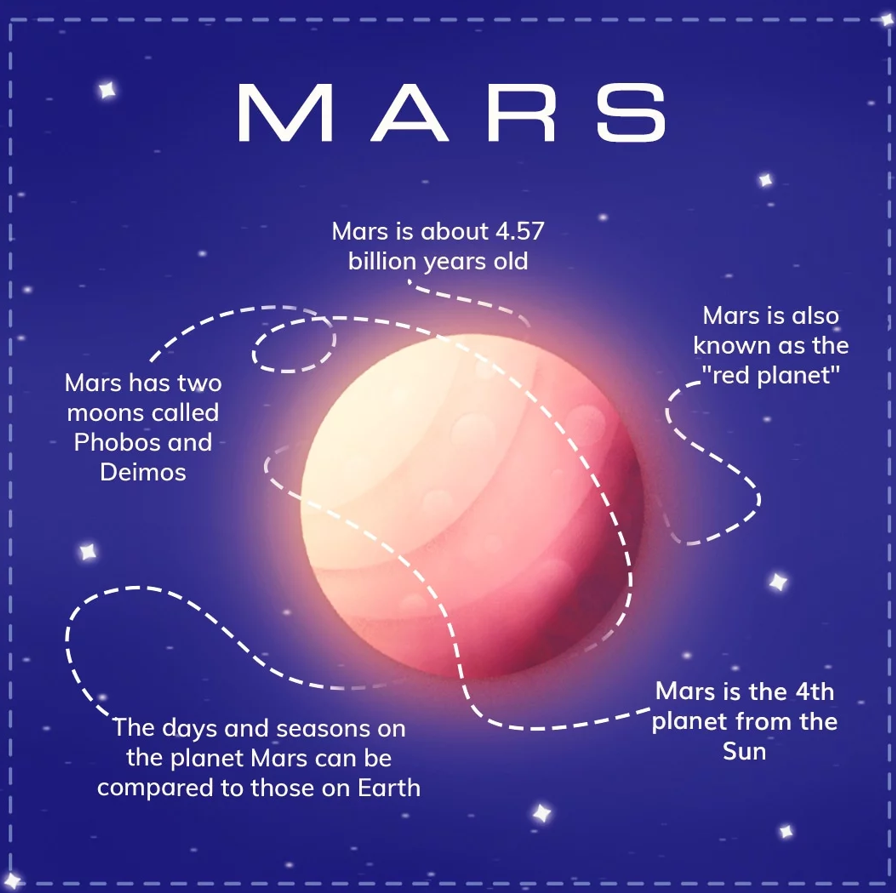 MARS
Mars is about 4.57
billion years old
Mars is also
known as the
"red planet"
Mars has two
moons called
Phobos and
Deimos
Mars is the 4th
planet from the
Sun
The days and seasons on
the planet Mars can be
compared to those on Earth